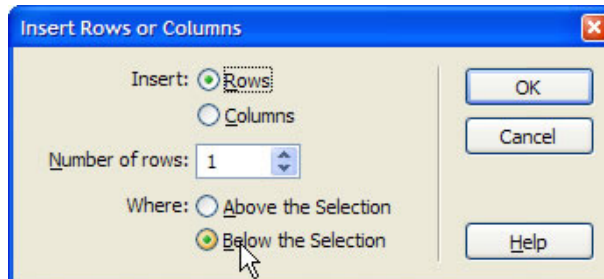 Insert Rows or Columns
Insert: Rows
Columns
Number of rows: 1
Where: Above the Selection
Below the Selection
OK
Cancel
Help